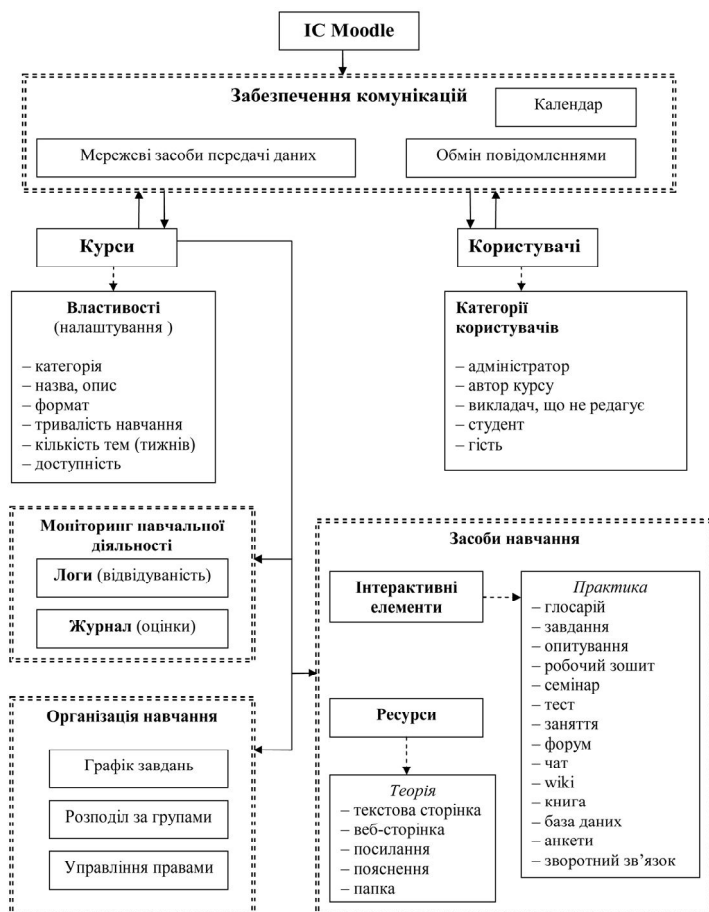 ІС Moodle
Забезпечення комунікацій
Календар
Мережеві засоби передачі даних
Обмін повідомленнями
Курси
Користувачі
Властивості
(налаштування )
– категорія
– назва, опис
– формат
– тривалість навчання
– кількість тем (тижнів)
– доступність
Категорії
користувачів
– адміністратор
– автор курсу
– викладач, що не редагує
– студент
– гість
Моніторинг навчальної
діяльності
Логи (відвідуваність)
Журнал (оцінки)
Організація навчання
Графік завдань
Розподіл за групами
Управління правами
Засоби навчання
Інтерактивні
елементи
Практика
– глосарій
– завдання
– опитування
– робочий зошит
– семінар
– тест
– заняття
– форум
– чат
– wiki
– книга
– база даних
– анкети
– зворотний зв’язок
Ресурси
Теорія
– текстова сторінка
– веб-сторінка
– посилання
– пояснення
– папка